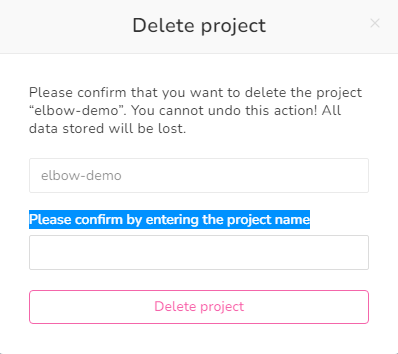 Delete project
×
Please confirm that you want to delete the project
“elbow-demo”. You cannot undo this action! All
data stored will be lost.
elbow-demo
Please confirm by entering the project name
Delete project